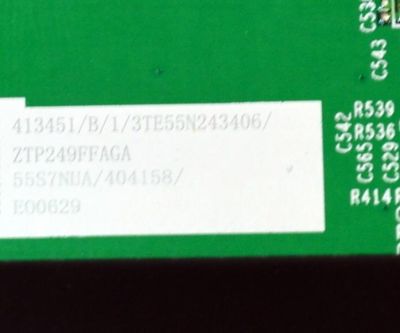 413451/B/1/3TE55N243406/
ZTP249FFAGA
55S7NUA/404158/
E00629
C543
R539
R536
C542
C565
C529
R414